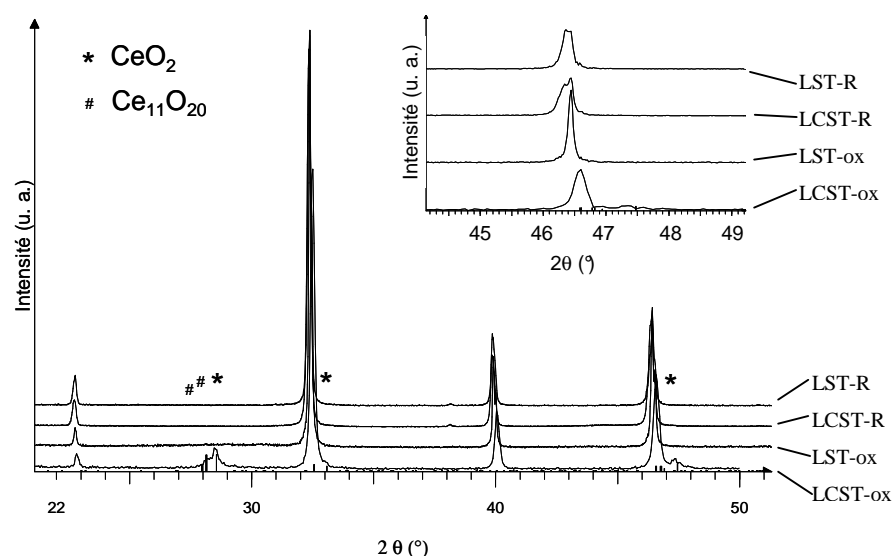 * CeO2
# Ce11O20
Intensité (u. a.)
# # * * *
22 30 40 50
2 θ (°)
LST-R
LCST-R
LST-ox
LCST-ox
Intensité (u. a.)
45 46 47 48 49
2θ (°)
LST-R
LCST-R
LST-ox
LCST-ox